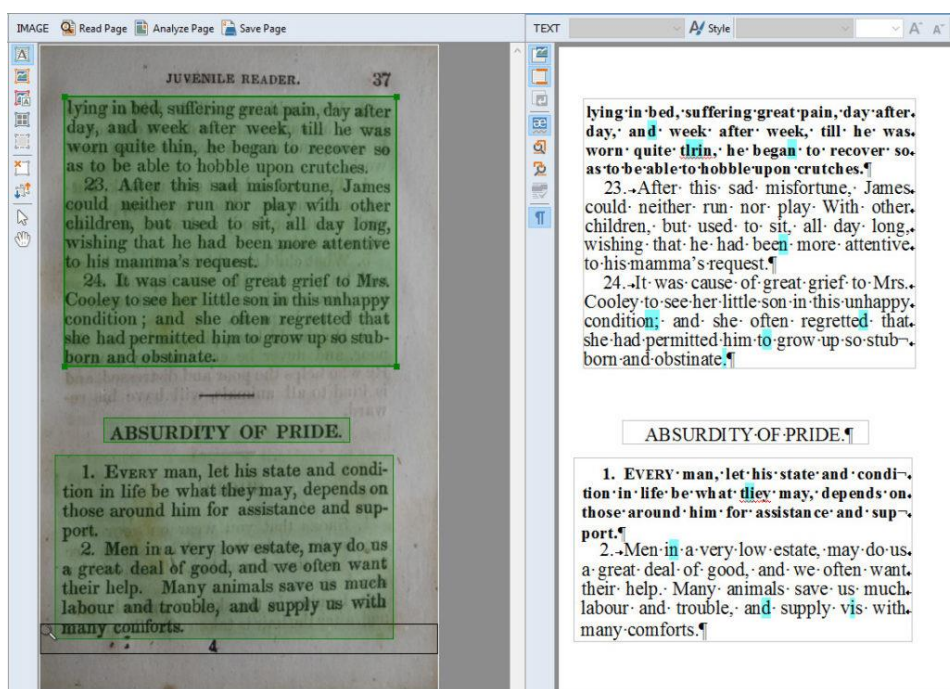 IMAGE Read Page Analyze Page Save Page
JUVENILE READER. 37
lying in bed, suffering great pain, day after
day, and week after week, till he was
worn quite thin, he began to recover so
as to be able to hobble upon crutches.
23. After this sad misfortune, James
could neither run nor play with other
children, but used to sit, all day long,
wishing that he had been more attentive
to his mamma's request.
24. It was cause of great grief to Mrs.
Cooley to see her little son in this unhappy
condition; and she often regretted that
she had permitted him to grow up so stub-
born and obstinate.
ABSURDITY OF PRIDE.
1. EVERY man, let his state and condi-
tion in life be what they may, depends on
those around him for assistance and sup-
port.
2. Men in a very low estate, may do us
a great deal of good, and we often want
their help. Many animals save us much
labour and trouble, and supply us with
many comforts.
4
TEXT Style
lying in bed, suffering great pain, day after
day, and week after week, till he was
worn quite tlrin, he began to recover so
as to be able to hobble upon crutches.¶
23. After this sad misfortune, James
could neither run nor play With other
children, but used to sit, all day long,
wishing that he had been more attentive
to his mamma's request.¶
24. It was cause of great grief to Mrs.
Cooley to see her little son in this unhappy
condition; and she often regretted that
she had permitted him to grow up so stub¬
born and obstinate.¶
ABSURDITY OF PRIDE.¶
1. EVERY man, let his state and condi¬
tion in life be what tliey may, depends on
those around him for assistance and sup¬
port.¶
2. Men in a very low estate, may do us
a great deal of good, and we often want
their help. Many animals save us much
labour and trouble, and supply vis with
many comforts.¶